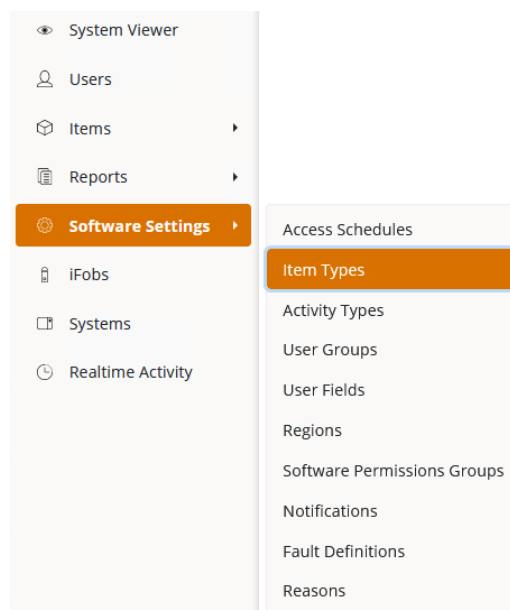 System Viewer
Users
Items
Reports
Software Settings
iFobs
Systems
Realtime Activity
Access Schedules
Item Types
Activity Types
User Groups
User Fields
Regions
Software Permissions Groups
Notifications
Fault Definitions
Reasons